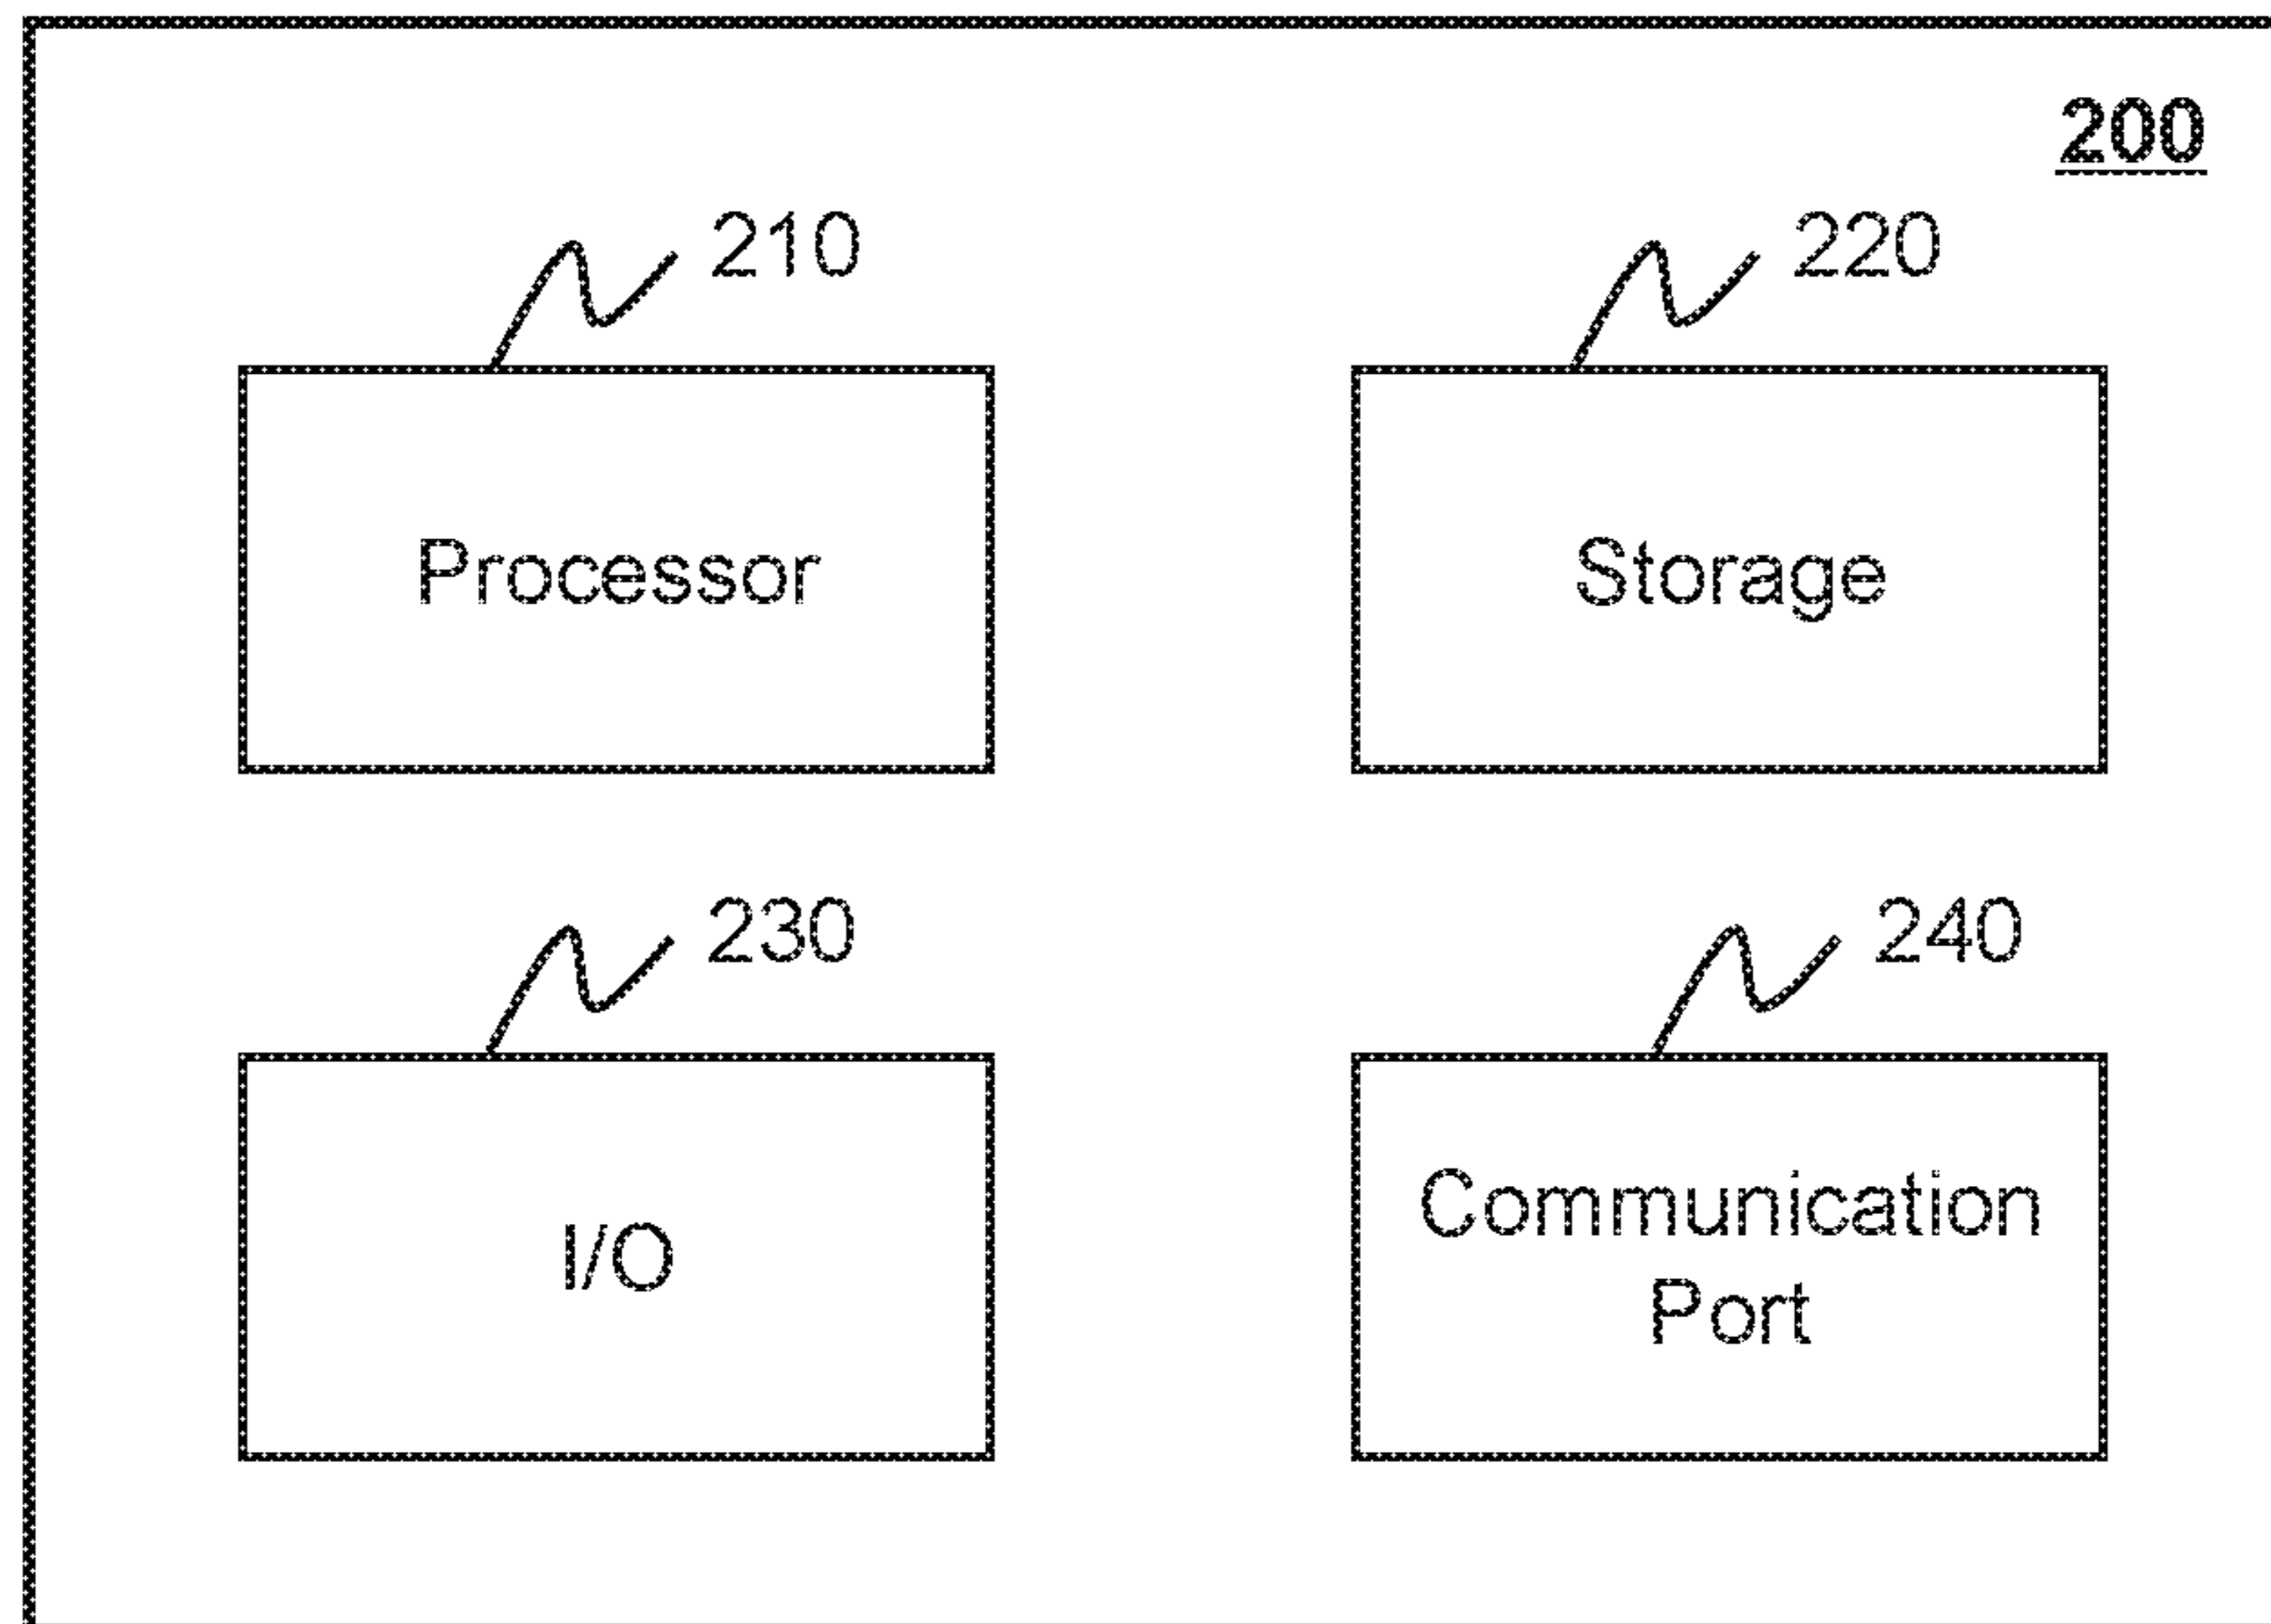 200
210
220
Processor
Storage
230
240
I/O
Communication
Port